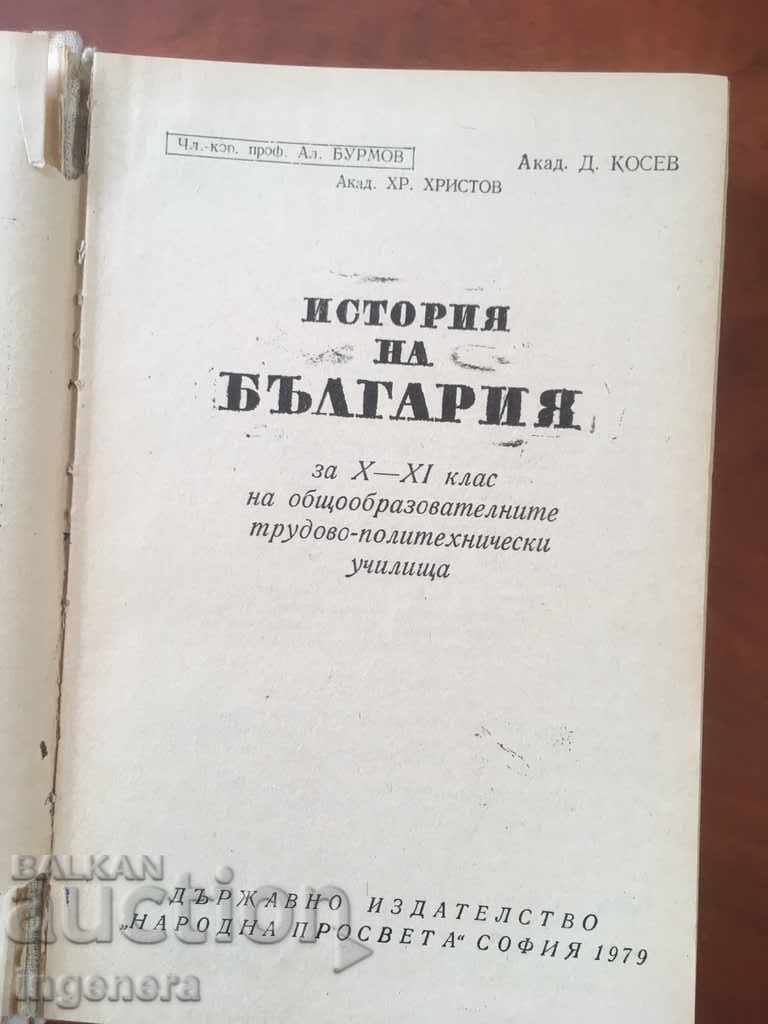 Чл.-кор. проф. Ал. БУРМОВ
Акад. Д. КОСЕВ
Акад. ХР. ХРИСТОВ
ИСТОРИЯ
НА
БЪЛГАРИЯ
за X—XI клас
на общообразователните
трудово-политехнически
училища
ДЪРЖАВНО ИЗДАТЕЛСТВО
„НАРОДНА ПРОСВЕТА“ СОФИЯ 1979
BALKAN
auction
ingenera